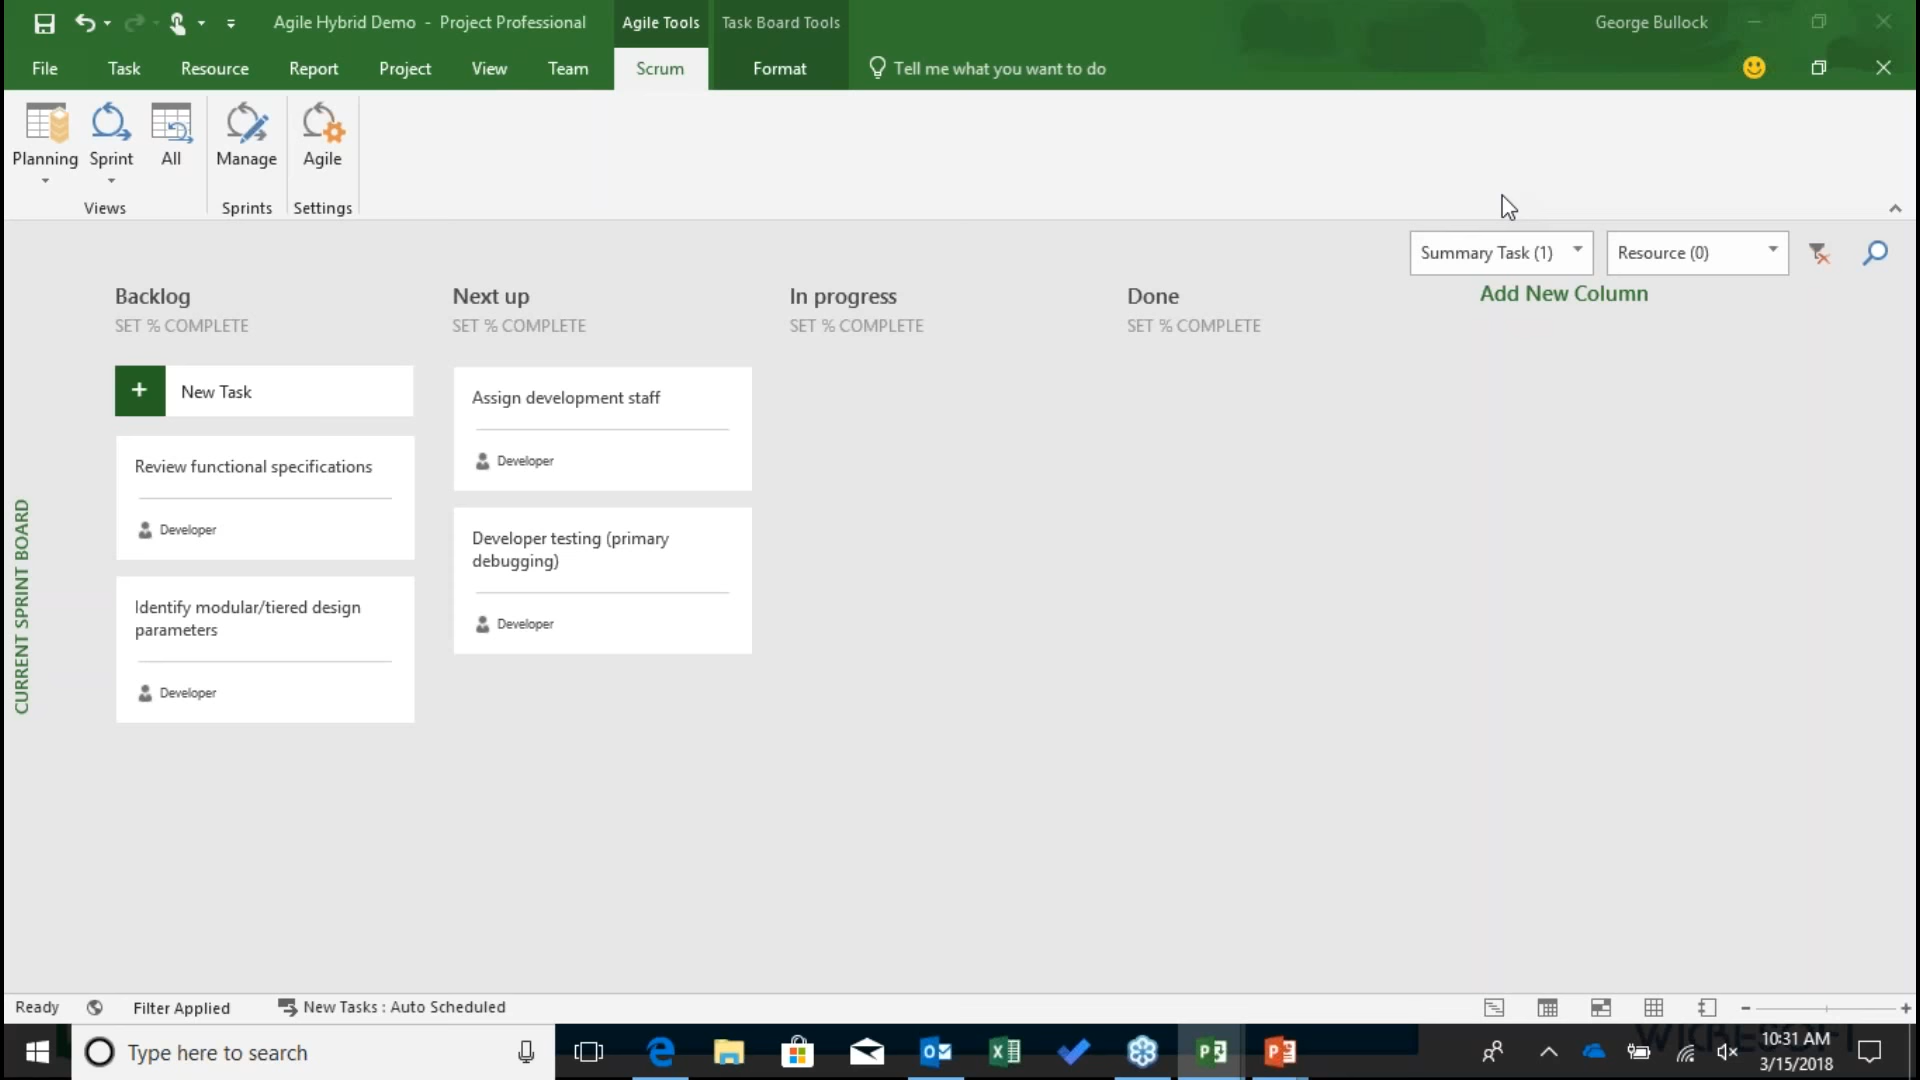 Agile Hybrid Demo - Project Professional
Agile Tools
Task Board Tools
George Bullock
File
Task
Resource
Report
Project
View
Team
Scrum
Format
Tell me what you want to do
Planning
Sprint
All
Manage
Agile
Views
Sprints
Settings
Summary Task (1)
Resource (0)
Backlog
SET % COMPLETE
Next up
SET % COMPLETE
In progress
SET % COMPLETE
Done
SET % COMPLETE
Add New Column
+ New Task
Review functional specifications
Developer
Identify modular/tiered design
parameters
Developer
Assign development staff
Developer
Developer testing (primary
debugging)
Developer
CURRENT SPRINT BOARD
Ready
Filter Applied
New Tasks : Auto Scheduled
Type here to search
10:31 AM
3/15/2018